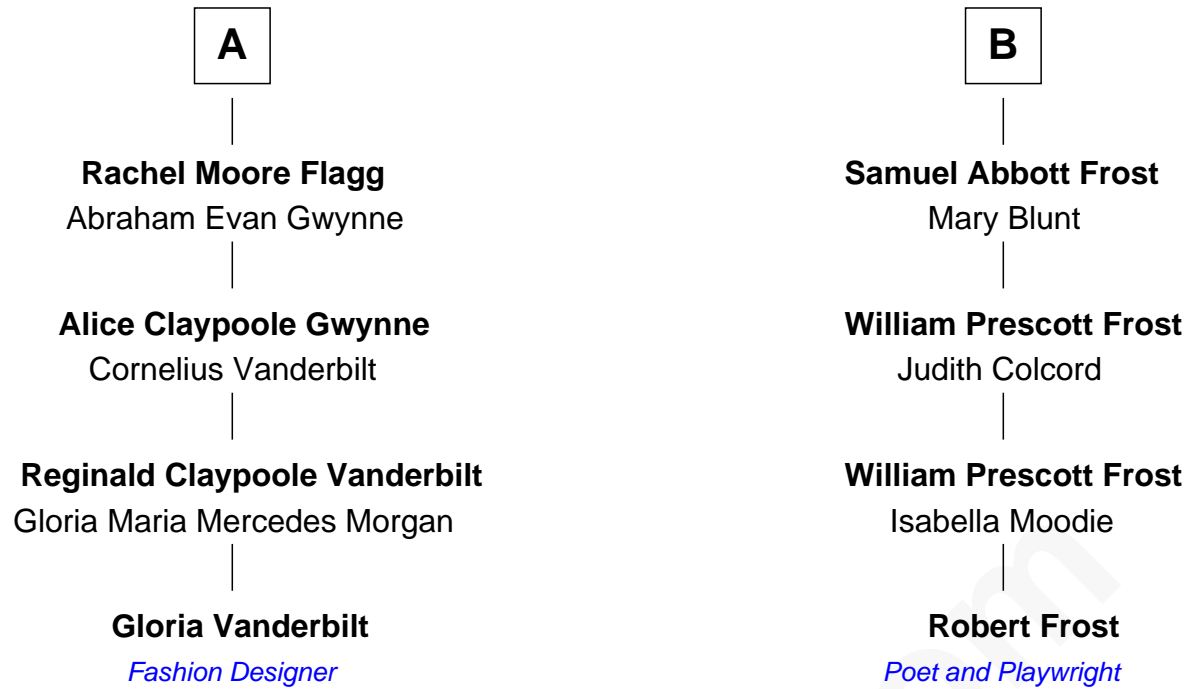 A
Rachel Moore Flagg
Abraham Evan Gwynne
Alice Claypoole Gwynne
Cornelius Vanderbilt
Reginald Claypoole Vanderbilt
Gloria Maria Mercedes Morgan
Gloria Vanderbilt
Fashion Designer
B
Samuel Abbott Frost
Mary Blunt
William Prescott Frost
Judith Colcord
William Prescott Frost
Isabella Moodie
Robert Frost
Poet and Playwright